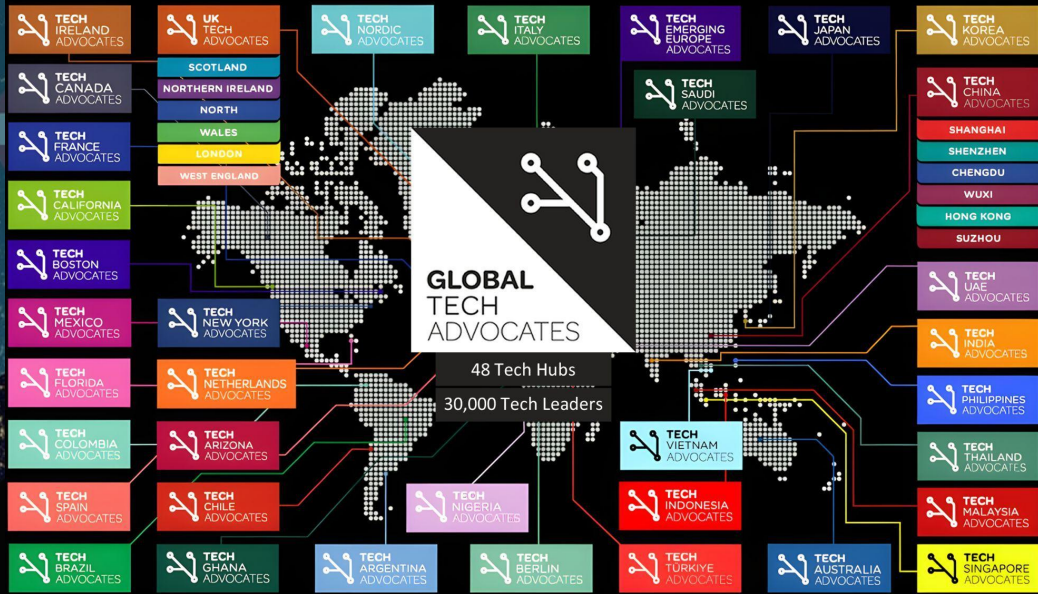 TECH
IRELAND
ADVOCATES
UK
TECH
ADVOCATES
TECH
NORDIC
ADVOCATES
TECH
ITALY
ADVOCATES
TECH
EMERGING
EUROPE
ADVOCATES
TECH
JAPAN
ADVOCATES
TECH
KOREA
ADVOCATES
TECH
CANADA
ADVOCATES
SCOTLAND
NORTHERN IRELAND
NORTH
WALES
LONDON
WEST ENGLAND
TECH
SAUDI
ADVOCATES
TECH
CHINA
ADVOCATES
SHANGHAI
SHENZHEN
CHENGDU
WUXI
HONG KONG
SUZHOU
TECH
FRANCE
ADVOCATES
TECH
CALIFORNIA
ADVOCATES
TECH
BOSTON
ADVOCATES
GLOBAL
TECH
ADVOCATES
48 Tech Hubs
30,000 Tech Leaders
TECH
UAE
ADVOCATES
TECH
MEXICO
ADVOCATES
TECH
NEW YORK
ADVOCATES
TECH
INDIA
ADVOCATES
TECH
FLORIDA
ADVOCATES
TECH
NETHERLANDS
ADVOCATES
TECH
PHILIPPINES
ADVOCATES
TECH
COLOMBIA
ADVOCATES
TECH
ARIZONA
ADVOCATES
TECH
VIETNAM
ADVOCATES
TECH
THAILAND
ADVOCATES
TECH
SPAIN
ADVOCATES
TECH
CHILE
ADVOCATES
TECH
NIGERIA
ADVOCATES
TECH
INDONESIA
ADVOCATES
TECH
MALAYSIA
ADVOCATES
TECH
BRAZIL
ADVOCATES
TECH
GHANA
ADVOCATES
TECH
ARGENTINA
ADVOCATES
TECH
BERLIN
ADVOCATES
TECH
TÜRKIYE
ADVOCATES
TECH
AUSTRALIA
ADVOCATES
TECH
SINGAPORE
ADVOCATES